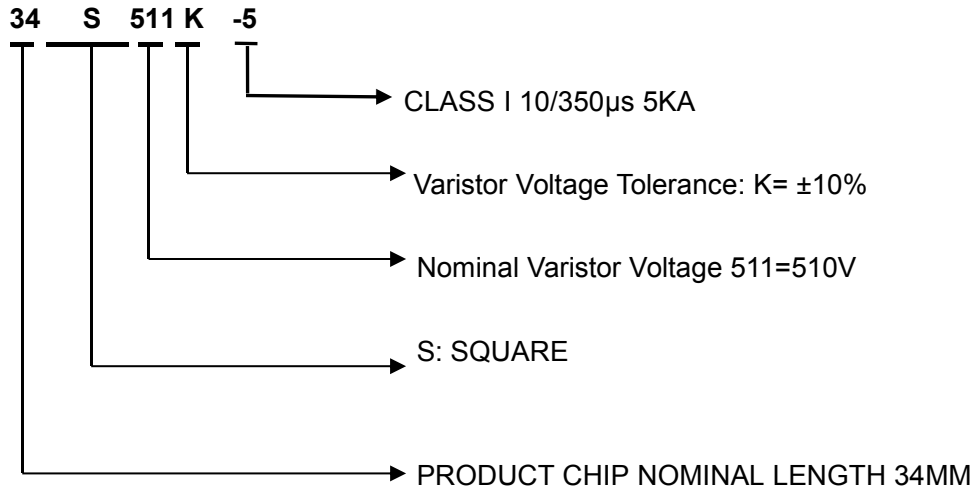 34 S 511 K -5
CLASS I 10/350µs 5KA
Varistor Voltage Tolerance: K= ±10%
Nominal Varistor Voltage 511=510V
S: SQUARE
PRODUCT CHIP NOMINAL LENGTH 34MM